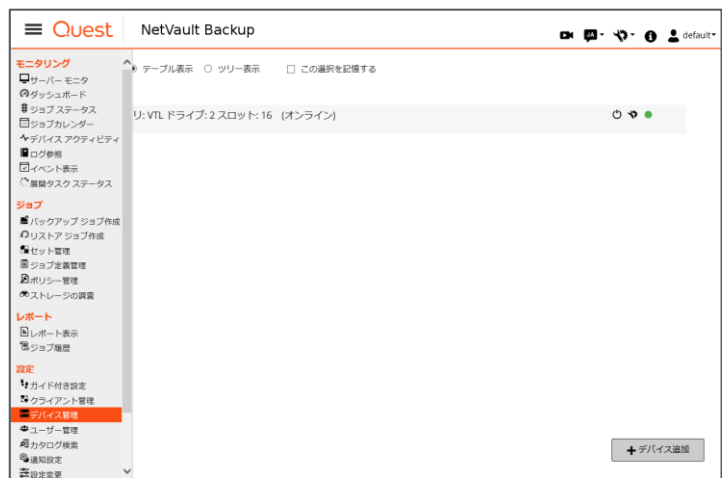 Quest NetVault Backup JA default
モニタリング
サーバー モニタ
ダッシュボード
ジョブ ステータス
ジョブカレンダー
デバイス アクティビティ
ログ参照
イベント表示
展開タスク ステータス
ジョブ
バックアップ ジョブ作成
リストア ジョブ作成
セット管理
ジョブ定義管理
ポリシー管理
ストレージの調査
レポート
レポート表示
ジョブ履歴
設定
ガイド付き設定
クライアント管理
デバイス管理
ユーザー管理
カタログ検索
通知設定
設定変更
テーブル表示 ツリー表示 この選択を記憶する
リ: VTL ドライブ: 2 スロット: 16 (オンライン)
デバイス追加